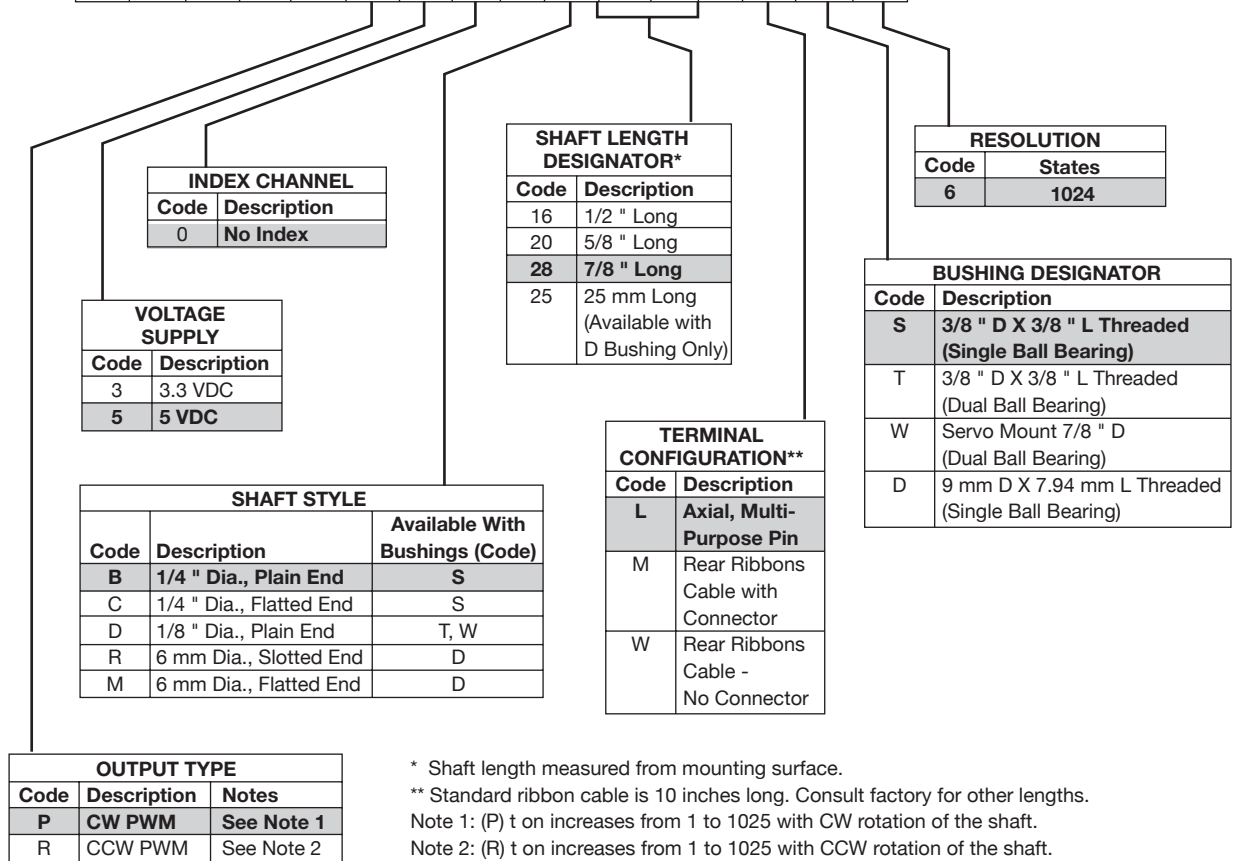 SHAFT LENGTH
DESIGNATOR*
Code Description
16 1/2 " Long
20 5/8 " Long
28 7/8 " Long
25 25 mm Long
(Available with
D Bushing Only)
RESOLUTION
Code States
6 1024
INDEX CHANNEL
Code Description
0 No Index
BUSHING DESIGNATOR
Code Description
S 3/8 " D X 3/8 " L Threaded
(Single Ball Bearing)
T 3/8 " D X 3/8 " L Threaded
(Dual Ball Bearing)
W Servo Mount 7/8 " D
(Dual Ball Bearing)
D 9 mm D X 7.94 mm L Threaded
(Single Ball Bearing)
VOLTAGE
SUPPLY
Code Description
3 3.3 VDC
5 5 VDC
TERMINAL
CONFIGURATION**
Code Description
L Axial, Multi-
Purpose Pin
M Rear Ribbons
Cable with
Connector
W Rear Ribbons
Cable -
No Connector
SHAFT STYLE
Available With
Code Description Bushings (Code)
B 1/4 " Dia., Plain End S
C 1/4 " Dia., Flatted End S
D 1/8 " Dia., Plain End T, W
R 6 mm Dia., Slotted End D
M 6 mm Dia., Flatted End D
OUTPUT TYPE
Code Description Notes
P CW PWM See Note 1
R CCW PWM See Note 2
* Shaft length measured from mounting surface.
** Standard ribbon cable is 10 inches long. Consult factory for other lengths.
Note 1: (P) t on increases from 1 to 1025 with CW rotation of the shaft.
Note 2: (R) t on increases from 1 to 1025 with CCW rotation of the shaft.